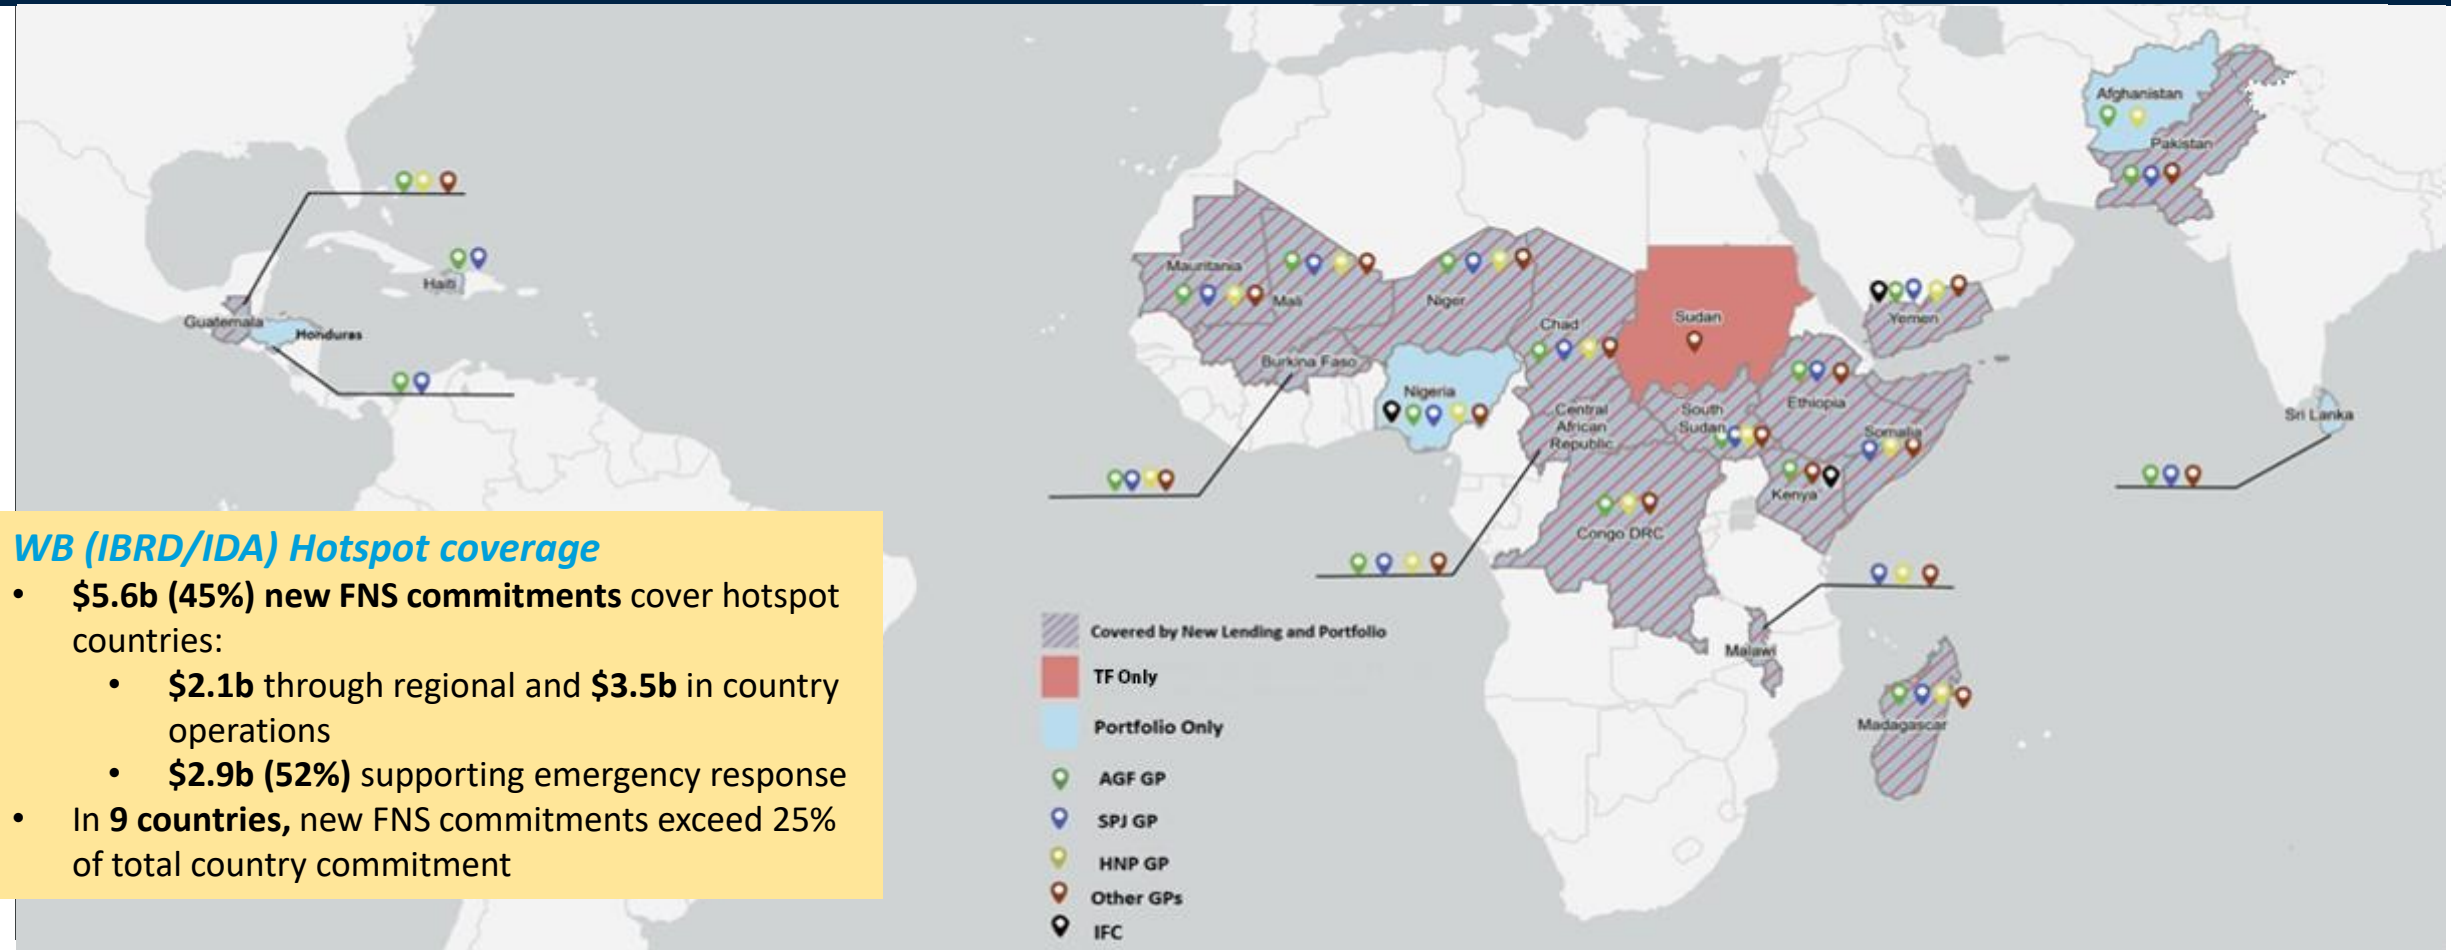 Afghanistan
Pakistan
Haiti
Guatemala
Honduras
Mauritania
Mali
Niger
Chad
Sudan
Yemen
Burkina Faso
Nigeria
Central
African
Republic
South
Sudan
Ethiopia
Somalia
Sri Lanka
Kenya
Congo DRC
Malawi
Madagascar
WB (IBRD/IDA) Hotspot coverage
• $5.6b (45%) new FNS commitments cover hotspot
countries:
• $2.1b through regional and $3.5b in country
operations
• $2.9b (52%) supporting emergency response
• In 9 countries, new FNS commitments exceed 25%
of total country commitment
Covered by New Lending and Portfolio
TF Only
Portfolio Only
AGF GP
SPJ GP
HNP GP
Other GPs
IFC